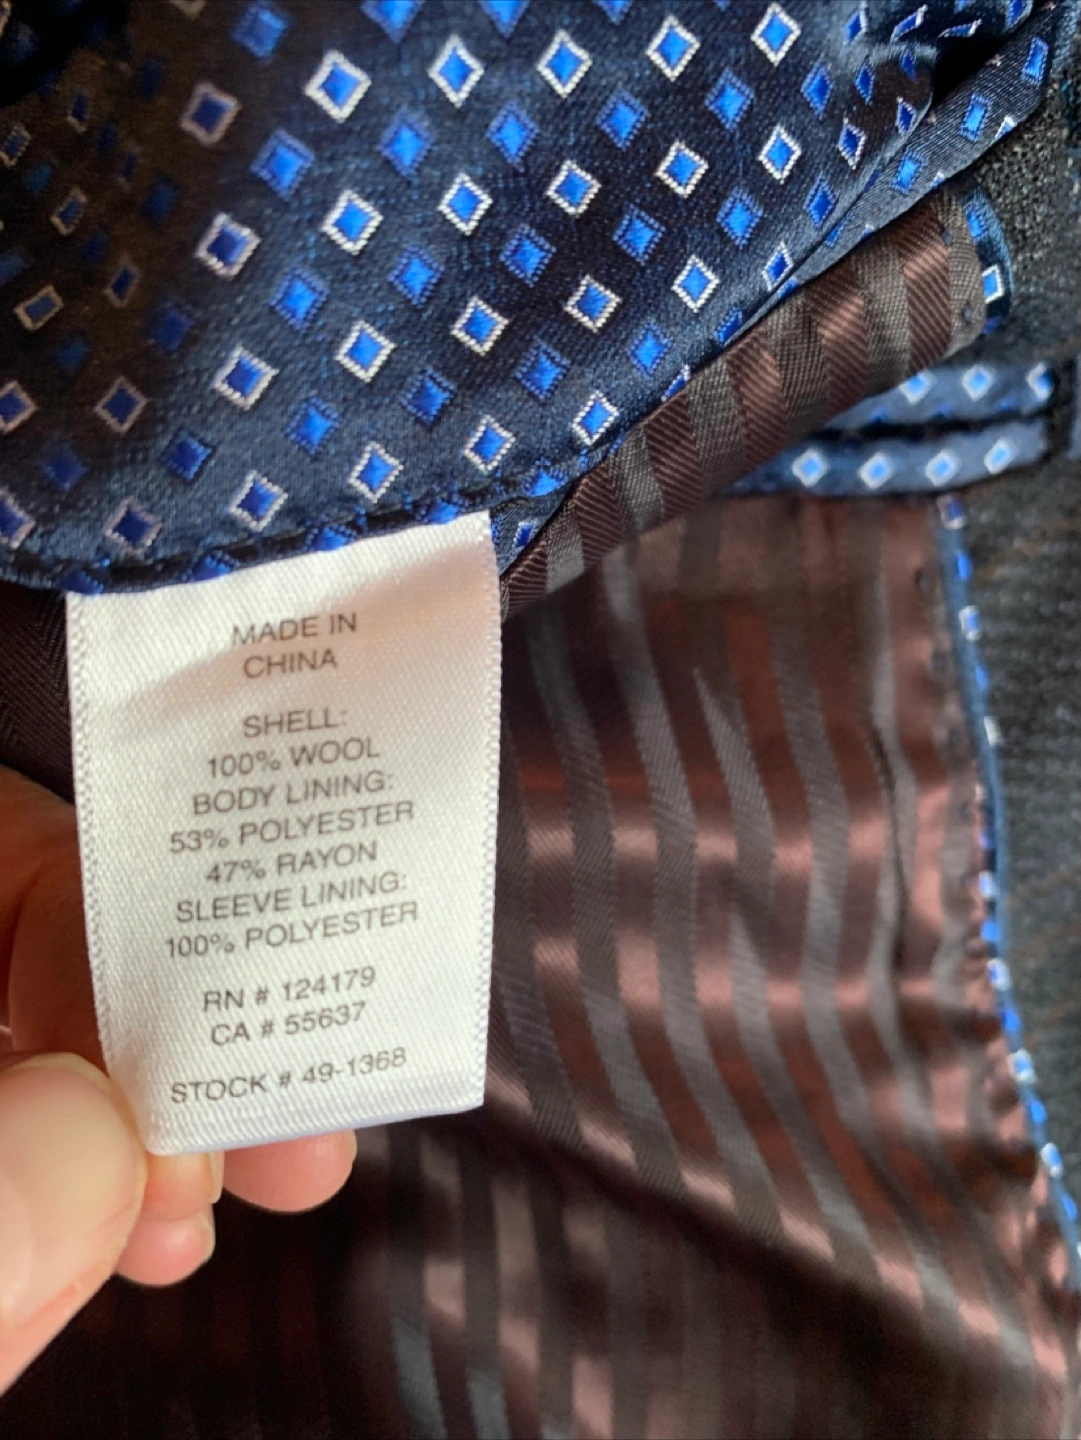 MADE IN
CHINA
SHELL:
100% WOOL
BODY LINING:
53% POLYESTER
47% RAYON
SLEEVE LINING:
100% POLYESTER
RN # 124179
CA # 55637
STOCK # 49-1368